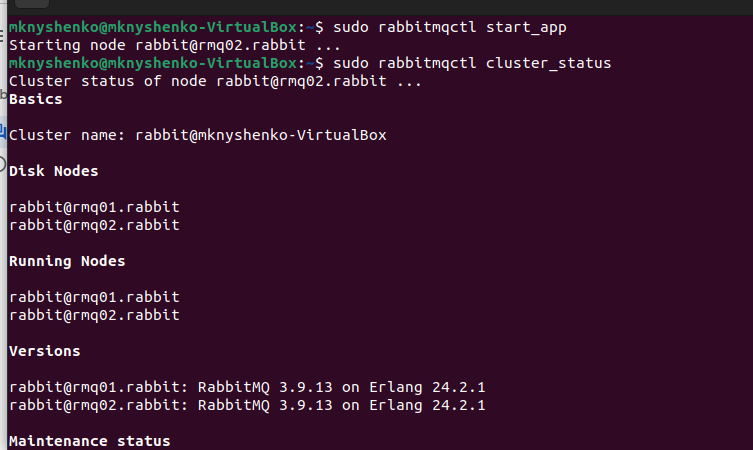 mknyshenko@mknyshenko-VirtualBox:~$ sudo rabbitmqctl start_app
Starting node rabbit@rmq02.rabbit ...
mknyshenko@mknyshenko-VirtualBox:~$ sudo rabbitmqctl cluster_status
Cluster status of node rabbit@rmq02.rabbit ...
Basics
Cluster name: rabbit@mknyshenko-VirtualBox
Disk Nodes
rabbit@rmq01.rabbit
rabbit@rmq02.rabbit
Running Nodes
rabbit@rmq01.rabbit
rabbit@rmq02.rabbit
Versions
rabbit@rmq01.rabbit: RabbitMQ 3.9.13 on Erlang 24.2.1
rabbit@rmq02.rabbit: RabbitMQ 3.9.13 on Erlang 24.2.1
Maintenance status